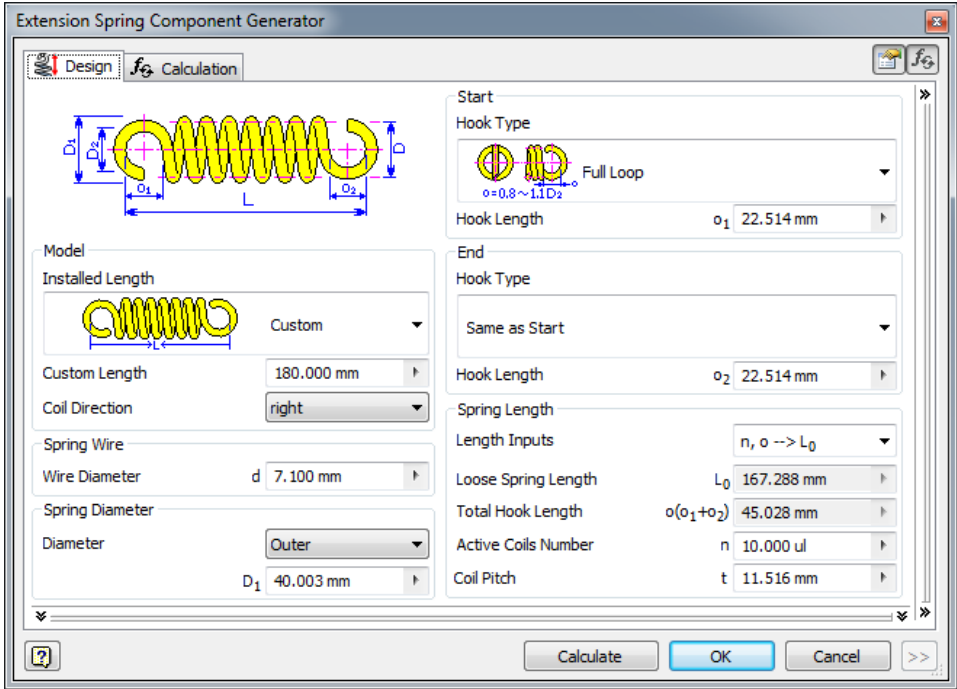 Extension Spring Component Generator
Design
fG Calculation
fG
D1
D2
D
o1
o2
L
Model
Installed Length
L
Custom
Custom Length 180.000 mm
Coil Direction right
Spring Wire
Wire Diameter d 7.100 mm
Spring Diameter
Diameter Outer
D1 40.003 mm
Start
Hook Type
o
o=0.8~1.1D2
Full Loop
Hook Length o1 22.514 mm
End
Hook Type
Same as Start
Hook Length o2 22.514 mm
Spring Length
Length Inputs n, o --> L0
Loose Spring Length L0 167.288 mm
Total Hook Length o(o1+o2) 45.028 mm
Active Coils Number n 10.000 ul
Coil Pitch t 11.516 mm
? Calculate OK Cancel >>